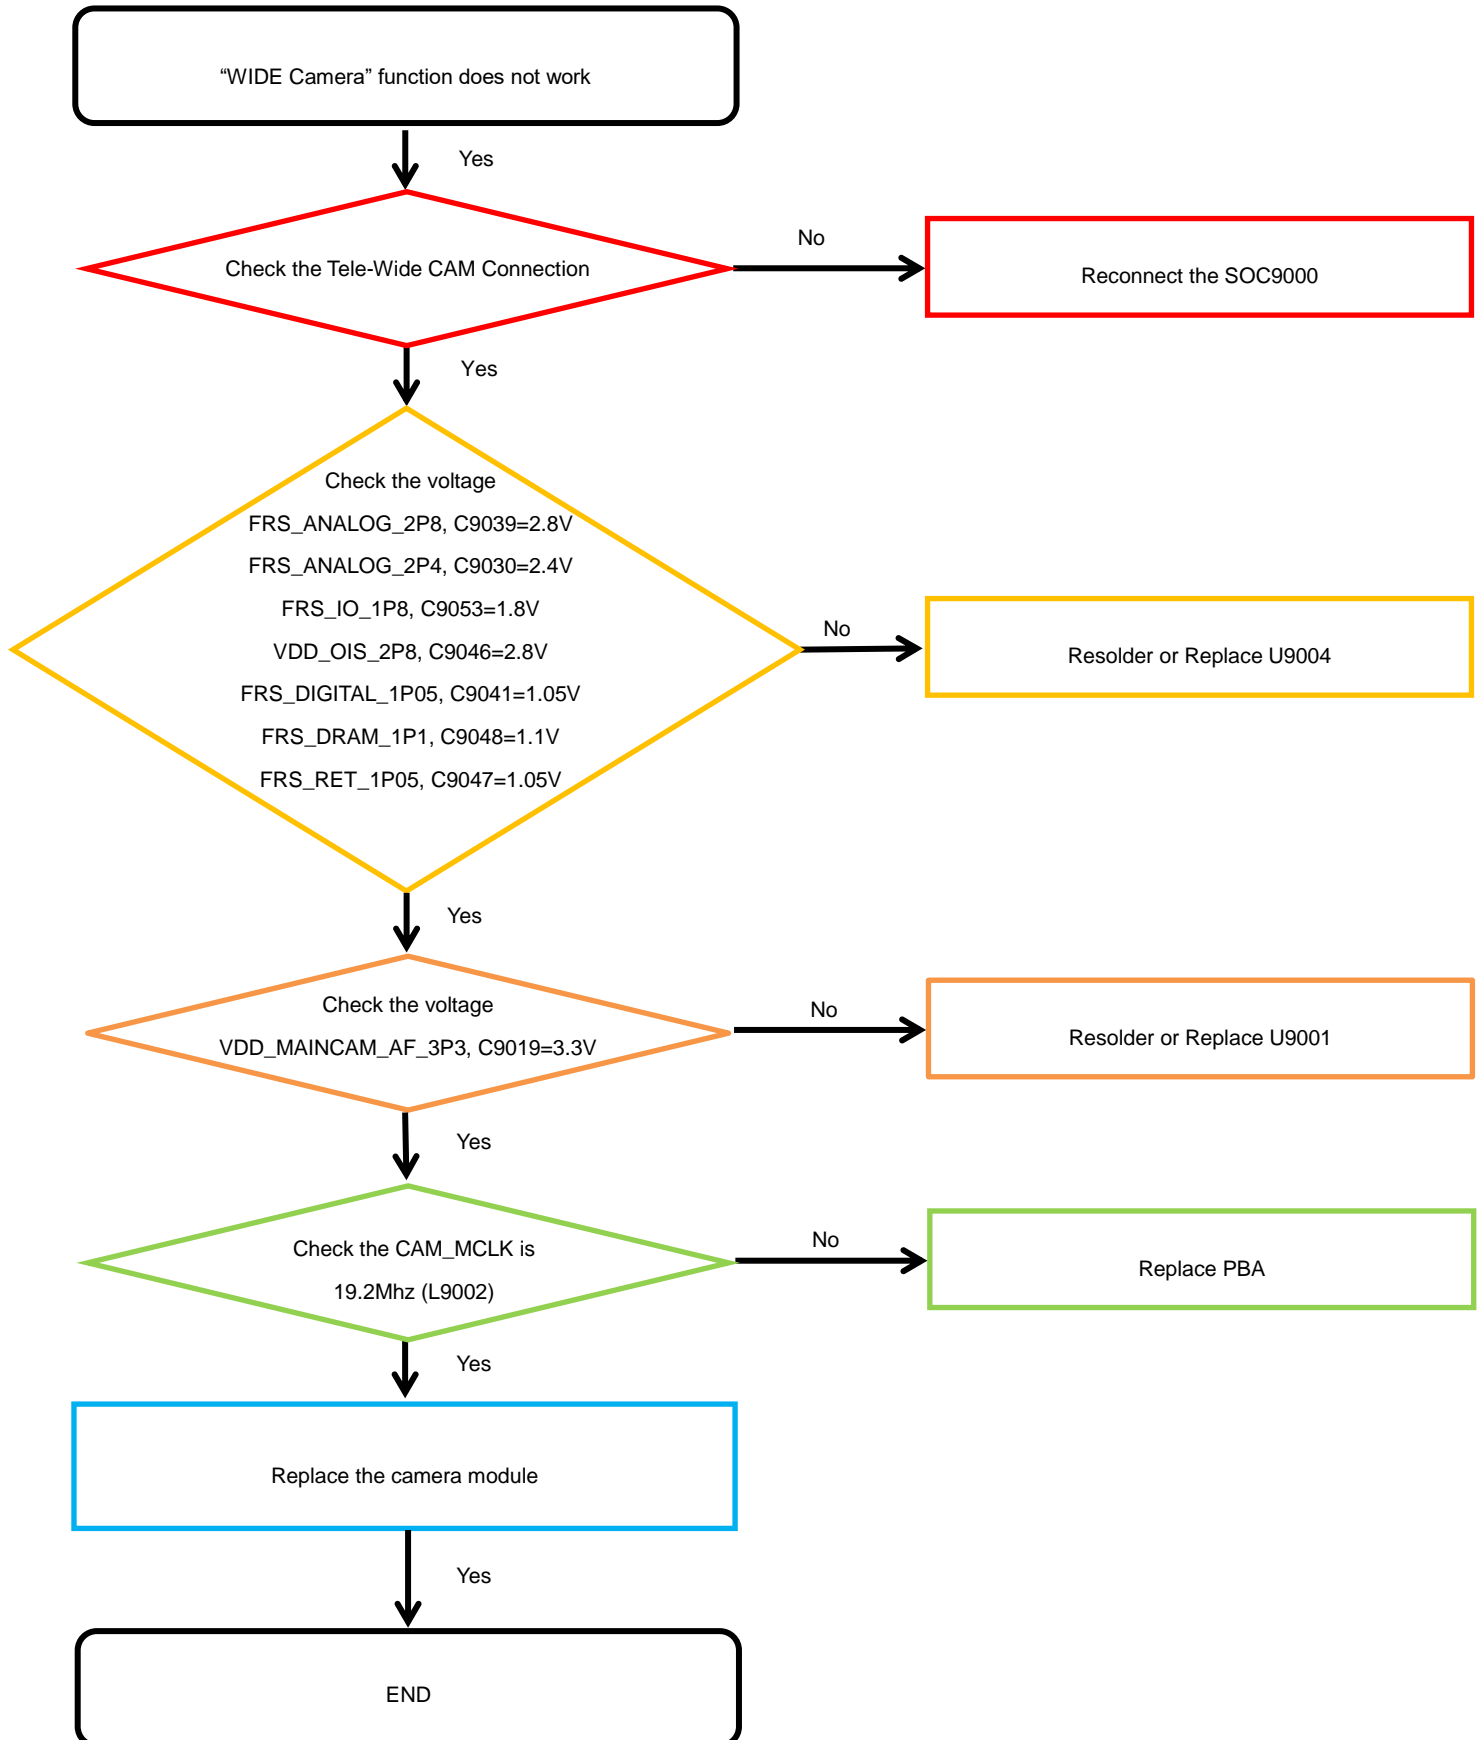 “WIDE Camera” function does not work
Yes
Check the Tele-Wide CAM Connection
No
Reconnect the SOC9000
Yes
Check the voltage
FRS_ANALOG_2P8, C9039=2.8V
FRS_ANALOG_2P4, C9030=2.4V
FRS_IO_1P8, C9053=1.8V
VDD_OIS_2P8, C9046=2.8V
FRS_DIGITAL_1P05, C9041=1.05V
FRS_DRAM_1P1, C9048=1.1V
FRS_RET_1P05, C9047=1.05V
No
Resolder or Replace U9004
Yes
Check the voltage
VDD_MAINCAM_AF_3P3, C9019=3.3V
No
Resolder or Replace U9001
Yes
Check the CAM_MCLK is
19.2Mhz (L9002)
No
Replace PBA
Yes
Replace the camera module
Yes
END